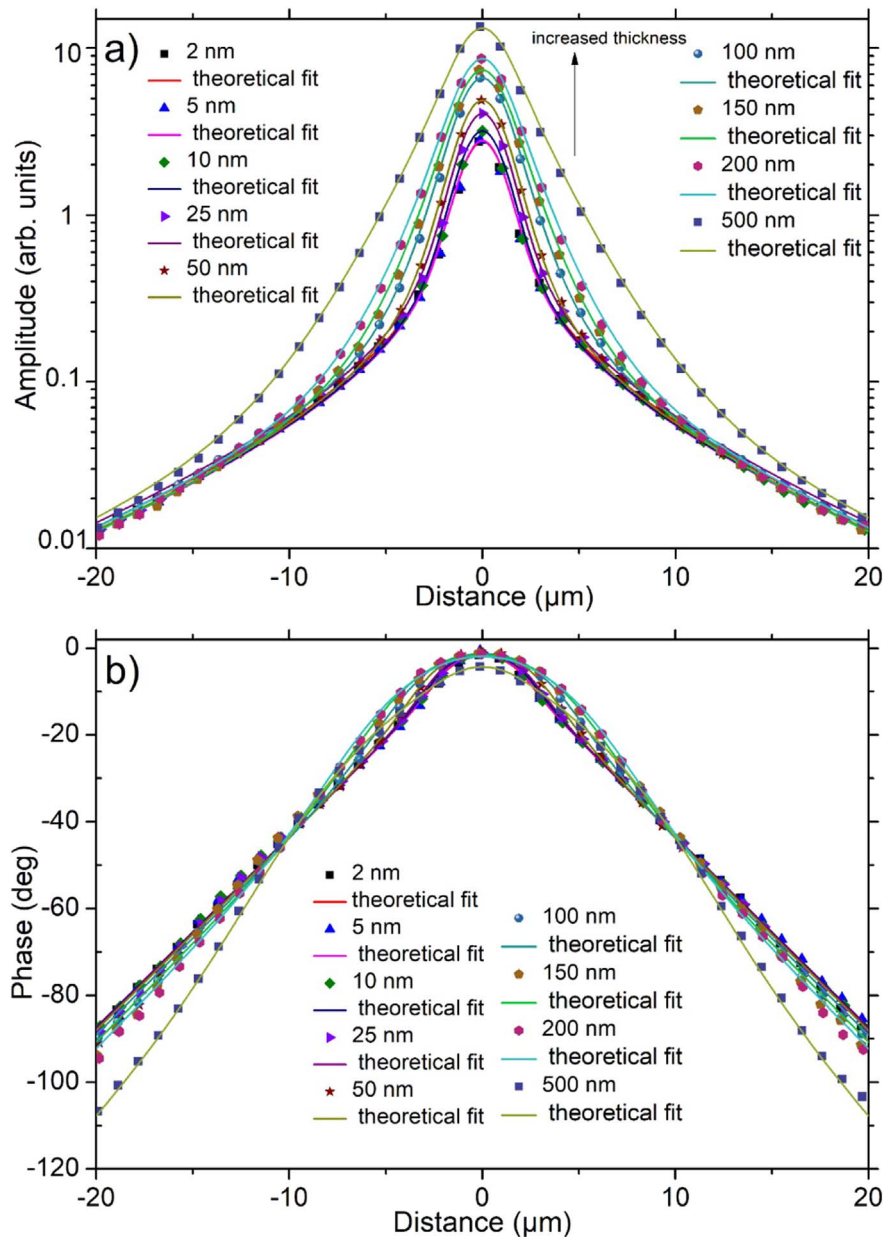 a)
2 nm
theoretical fit
5 nm
theoretical fit
10 nm
theoretical fit
25 nm
theoretical fit
50 nm
theoretical fit
increased thickness
100 nm
theoretical fit
150 nm
theoretical fit
200 nm
theoretical fit
500 nm
theoretical fit
Amplitude (arb. units)
10
1
0.1
0.01
-20 -10 0 10 20
Distance (µm)
b)
Phase (deg)
0
-20
-40
-60
-80
-100
-120
2 nm
theoretical fit
5 nm
theoretical fit
10 nm
theoretical fit
25 nm
theoretical fit
50 nm
theoretical fit
100 nm
theoretical fit
150 nm
theoretical fit
200 nm
theoretical fit
500 nm
theoretical fit
-20 -10 0 10 20
Distance (µm)